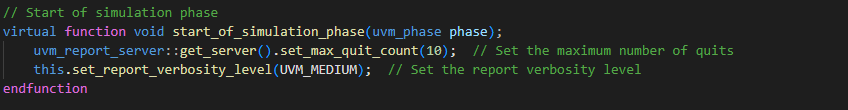 // Start of simulation phase
virtual function void start_of_simulation_phase(uvm_phase phase);
    uvm_report_server::get_server().set_max_quit_count(10);  // Set the maximum number of quits
    this.set_report_verbosity_level(UVM_MEDIUM);  // Set the report verbosity level
endfunction